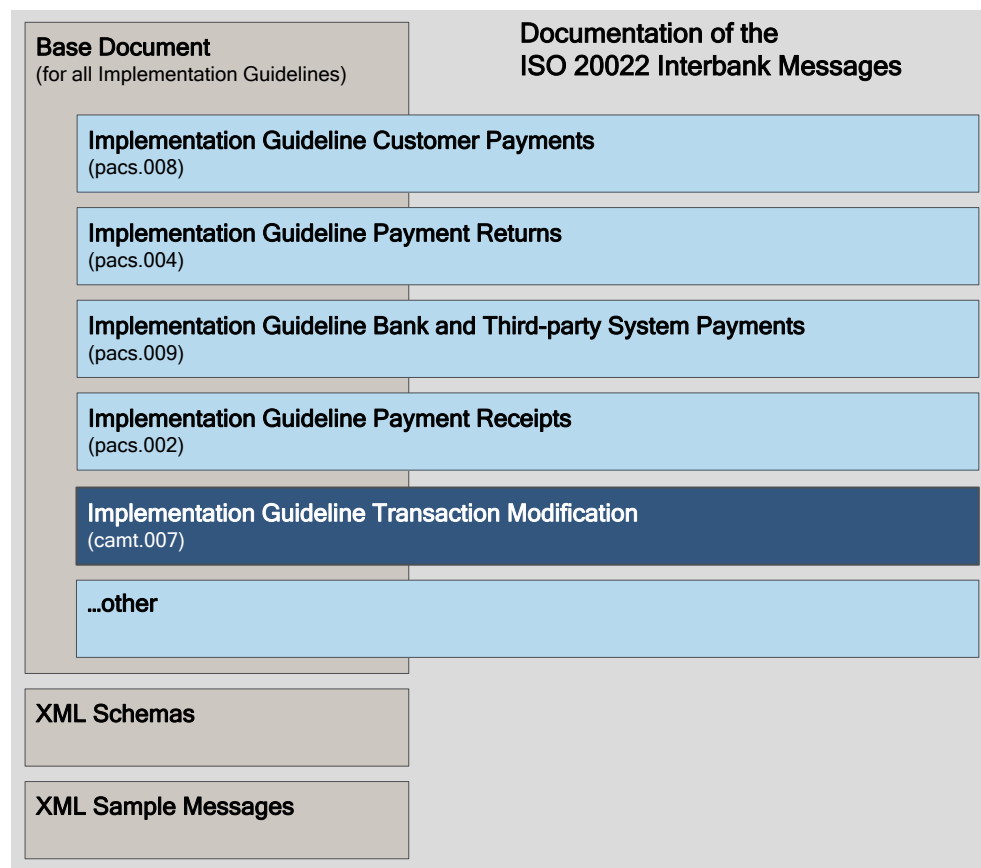 Documentation of the
ISO 20022 Interbank Messages
Base Document
(for all Implementation Guidelines)
Implementation Guideline Customer Payments
(pacs.008)
Implementation Guideline Payment Returns
(pacs.004)
Implementation Guideline Bank and Third-party System Payments
(pacs.009)
Implementation Guideline Payment Receipts
(pacs.002)
Implementation Guideline Transaction Modification
(camt.007)
...other
XML Schemas
XML Sample Messages